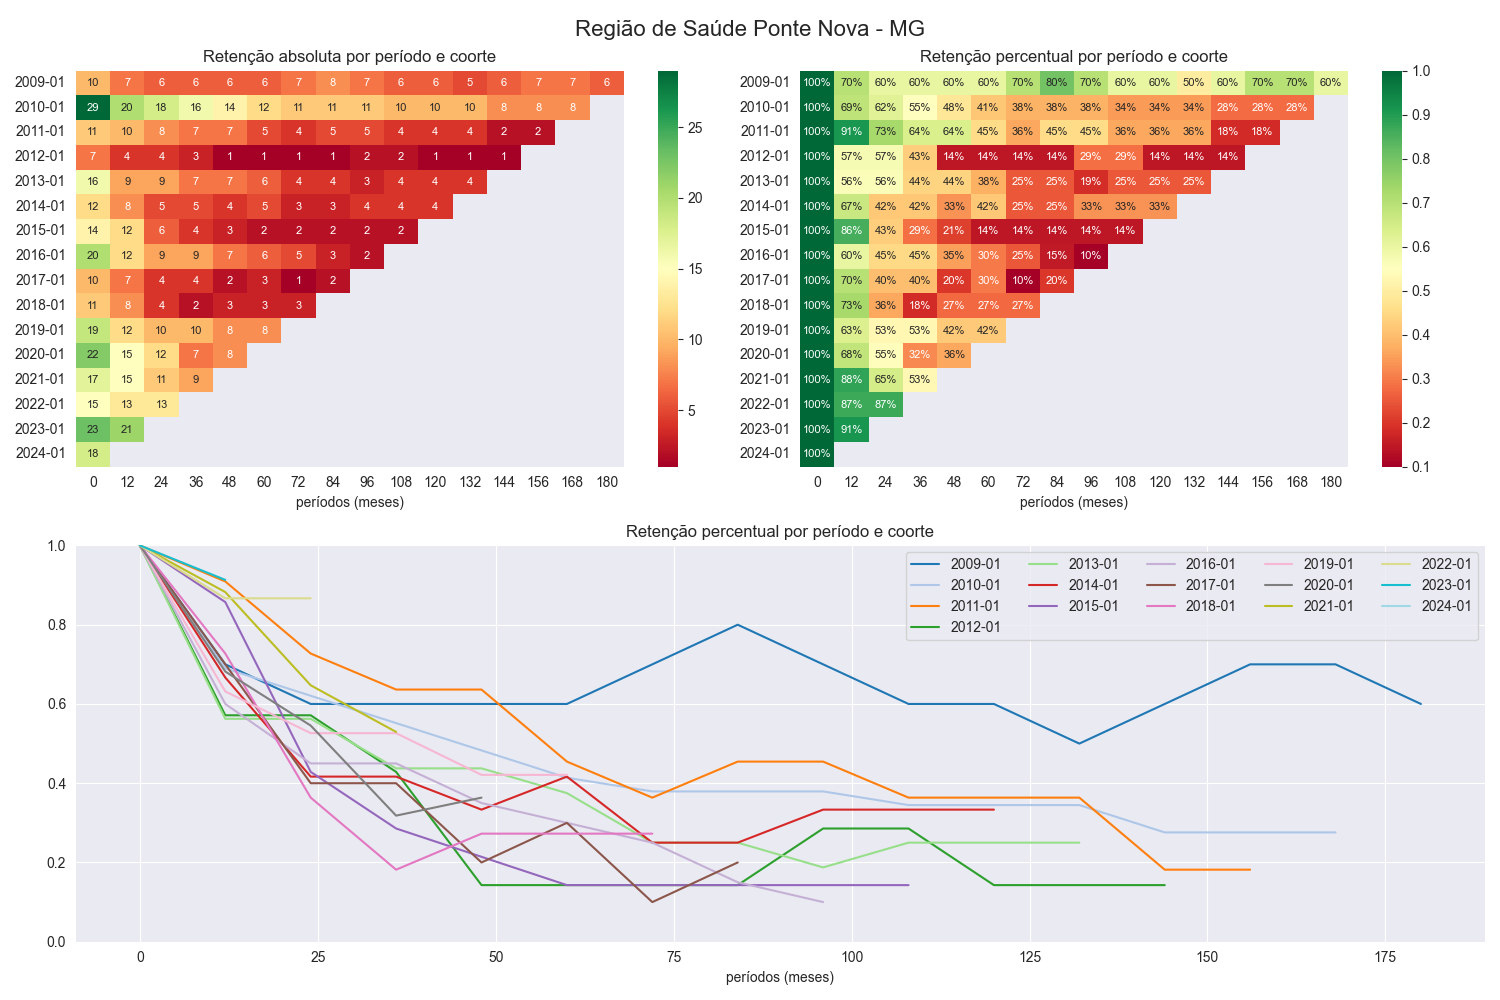 Região de Saúde Ponte Nova - MG
Retenção absoluta por período e coorte
2009-01 10 7 6 6 6 6 7 8 7 6 6 5 6 7 7 6
2010-01 29 20 18 16 14 12 11 11 11 10 10 10 8 8 8
2011-01 11 10 8 7 7 5 4 5 5 4 4 4 2 2
2012-01 7 4 4 3 1 1 1 1 2 2 1 1 1
2013-01 16 9 9 7 7 6 4 4 3 4 4 4
2014-01 12 8 5 5 4 5 3 3 4 4 4
2015-01 14 12 6 4 3 2 2 2 2 2
2016-01 20 12 9 9 7 6 5 3 2
2017-01 10 7 4 4 2 3 1 2
2018-01 11 8 4 2 3 3 3
2019-01 19 12 10 10 8 8
2020-01 22 15 12 7 8
2021-01 17 15 11 9
2022-01 15 13 13
2023-01 23 21
2024-01 18
0 12 24 36 48 60 72 84 96 108 120 132 144 156 168 180
períodos (meses)
25
20
15
10
5
Retenção percentual por período e coorte
2009-01 100% 70% 60% 60% 60% 60% 70% 80% 70% 60% 60% 50% 60% 70% 70% 60%
2010-01 100% 69% 62% 55% 48% 41% 38% 38% 38% 34% 34% 34% 28% 28% 28%
2011-01 100% 91% 73% 64% 64% 45% 36% 45% 45% 36% 36% 36% 18% 18%
2012-01 100% 57% 57% 43% 14% 14% 14% 14% 29% 29% 14% 14% 14%
2013-01 100% 56% 56% 44% 44% 38% 25% 25% 19% 25% 25% 25%
2014-01 100% 67% 42% 42% 33% 42% 25% 25% 33% 33% 33%
2015-01 100% 86% 43% 29% 21% 14% 14% 14% 14% 14%
2016-01 100% 60% 45% 45% 35% 30% 25% 15% 10%
2017-01 100% 70% 40% 40% 20% 30% 10% 20%
2018-01 100% 73% 36% 18% 27% 27% 27%
2019-01 100% 63% 53% 53% 42% 42%
2020-01 100% 68% 55% 32% 36%
2021-01 100% 88% 65% 53%
2022-01 100% 87% 87%
2023-01 100% 91%
2024-01 100%
0 12 24 36 48 60 72 84 96 108 120 132 144 156 168 180
períodos (meses)
1.0
0.9
0.8
0.7
0.6
0.5
0.4
0.3
0.2
0.1
Retenção percentual por período e coorte
1.0
0.8
0.6
0.4
0.2
0.0
2009-01 2013-01 2016-01 2019-01 2022-01
2010-01 2014-01 2017-01 2020-01 2023-01
2011-01 2015-01 2018-01 2021-01 2024-01
2012-01
0 25 50 75 100 125 150 175
períodos (meses)